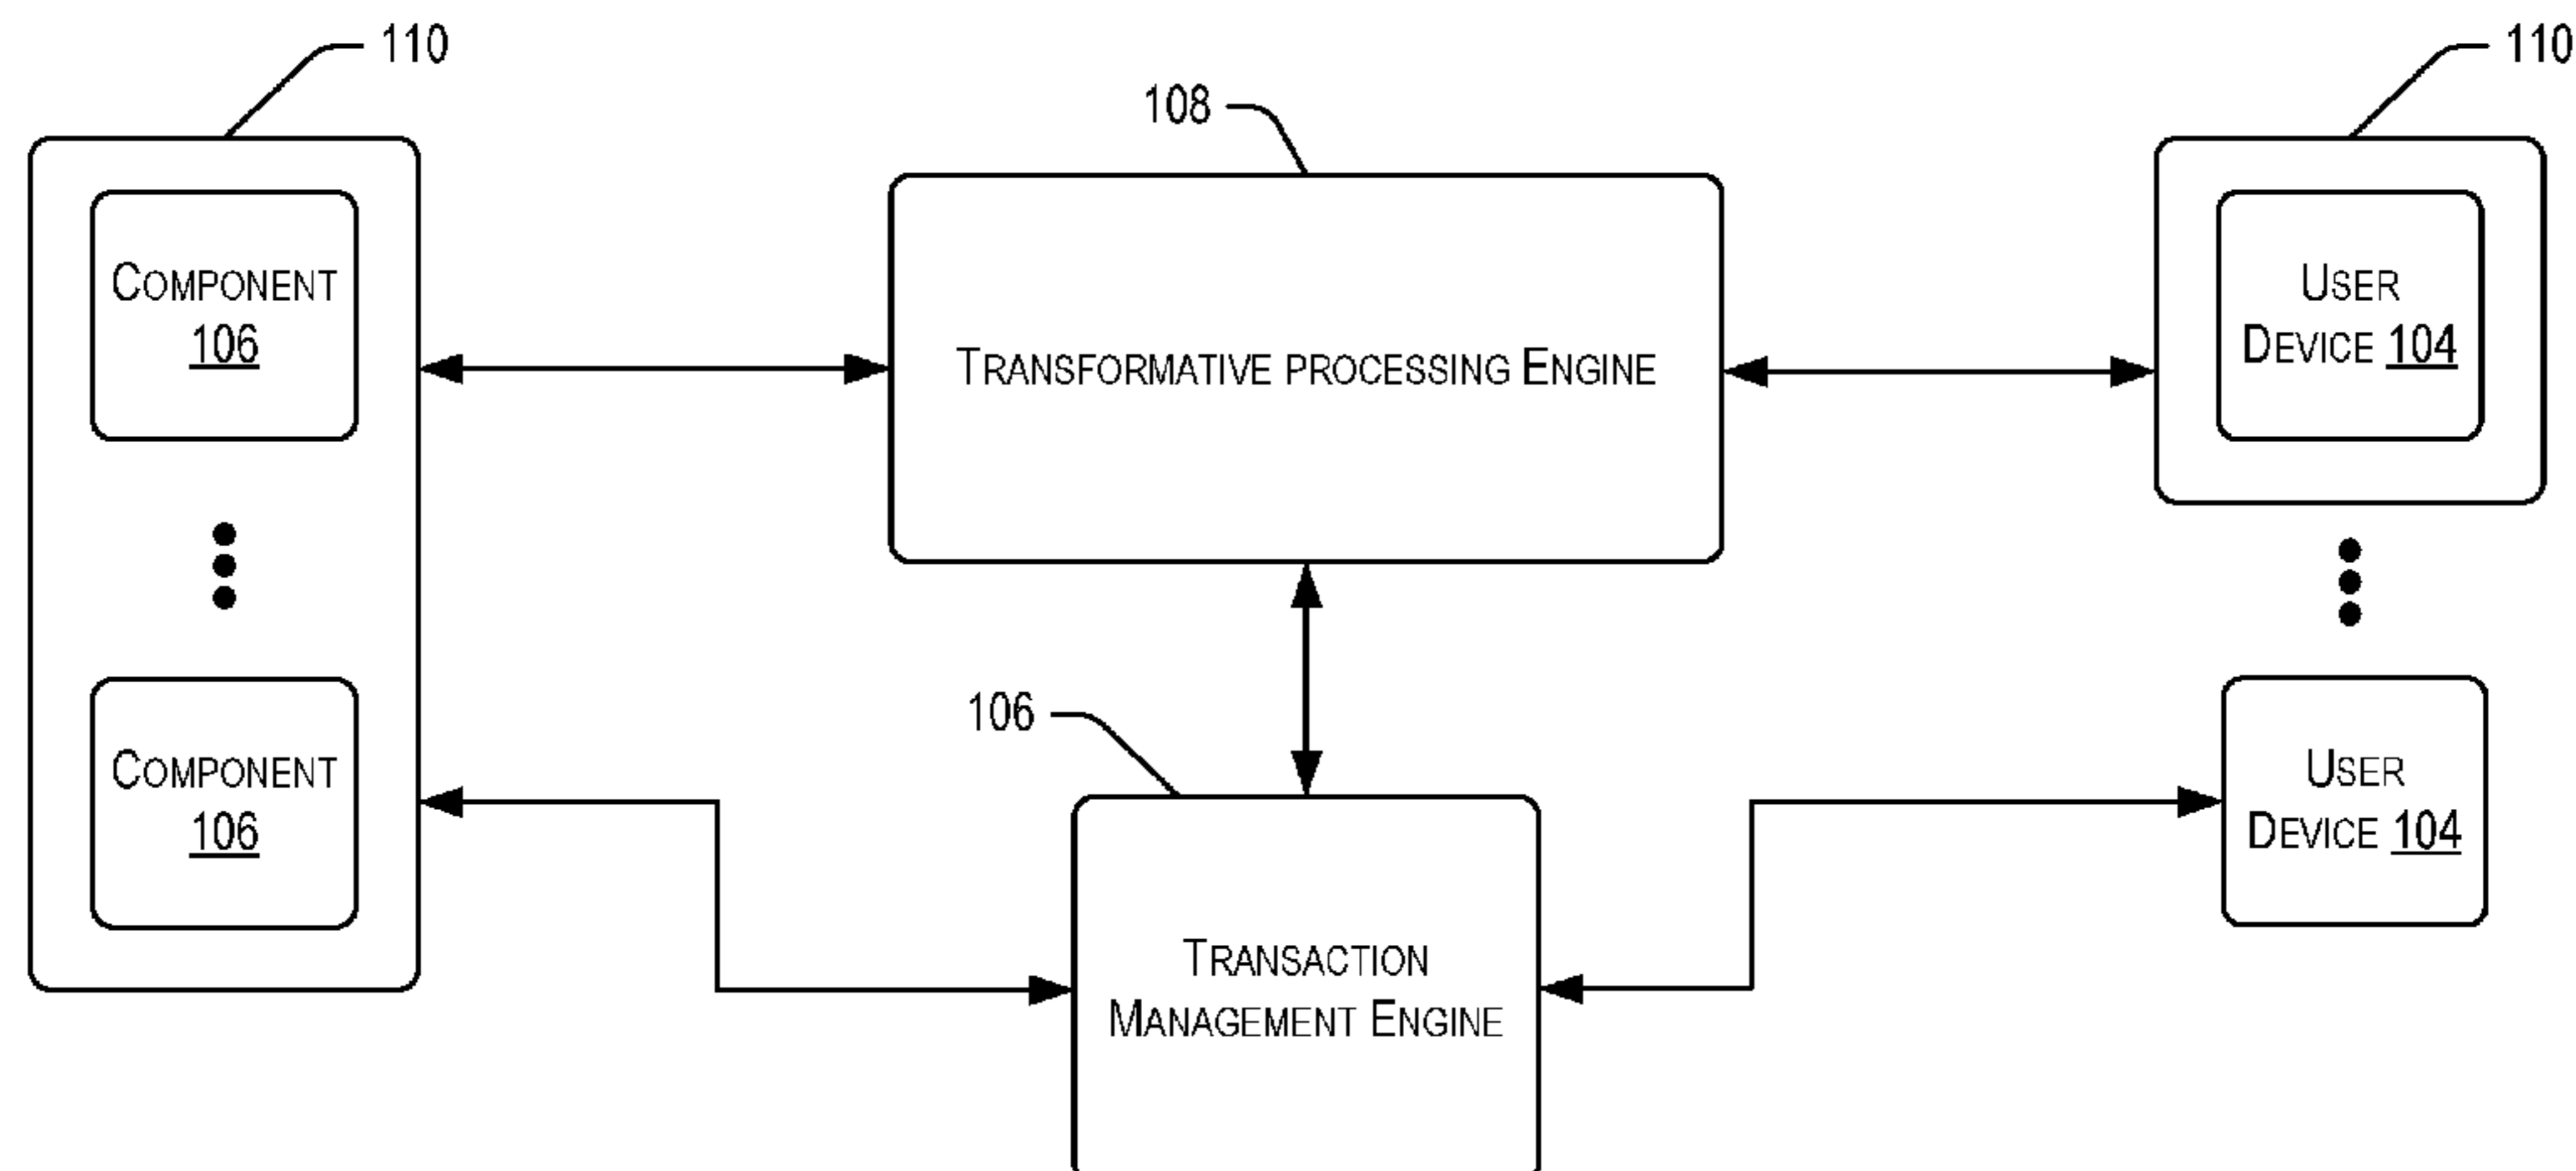 110
110
108
COMPONENT
106
TRANSFORMATIVE PROCESSING ENGINE
USER
DEVICE 104
106
COMPONENT
106
USER
DEVICE 104
TRANSACTION
MANAGEMENT ENGINE